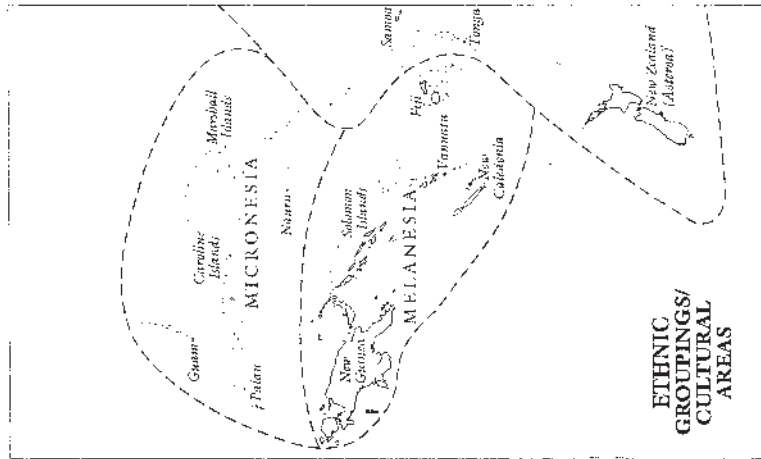 Guam
Caroline
Islands
Marshall
Islands
MICRONESIA
Palau
Nauru
New
Guinea
Solomon
Islands
Samoa
MELANESIA
Fiji
Vanuatu
Tonga
New
Caledonia
New Zealand
(Aoteroa)
ETHNIC
GROUPINGS/
CULTURAL
AREAS